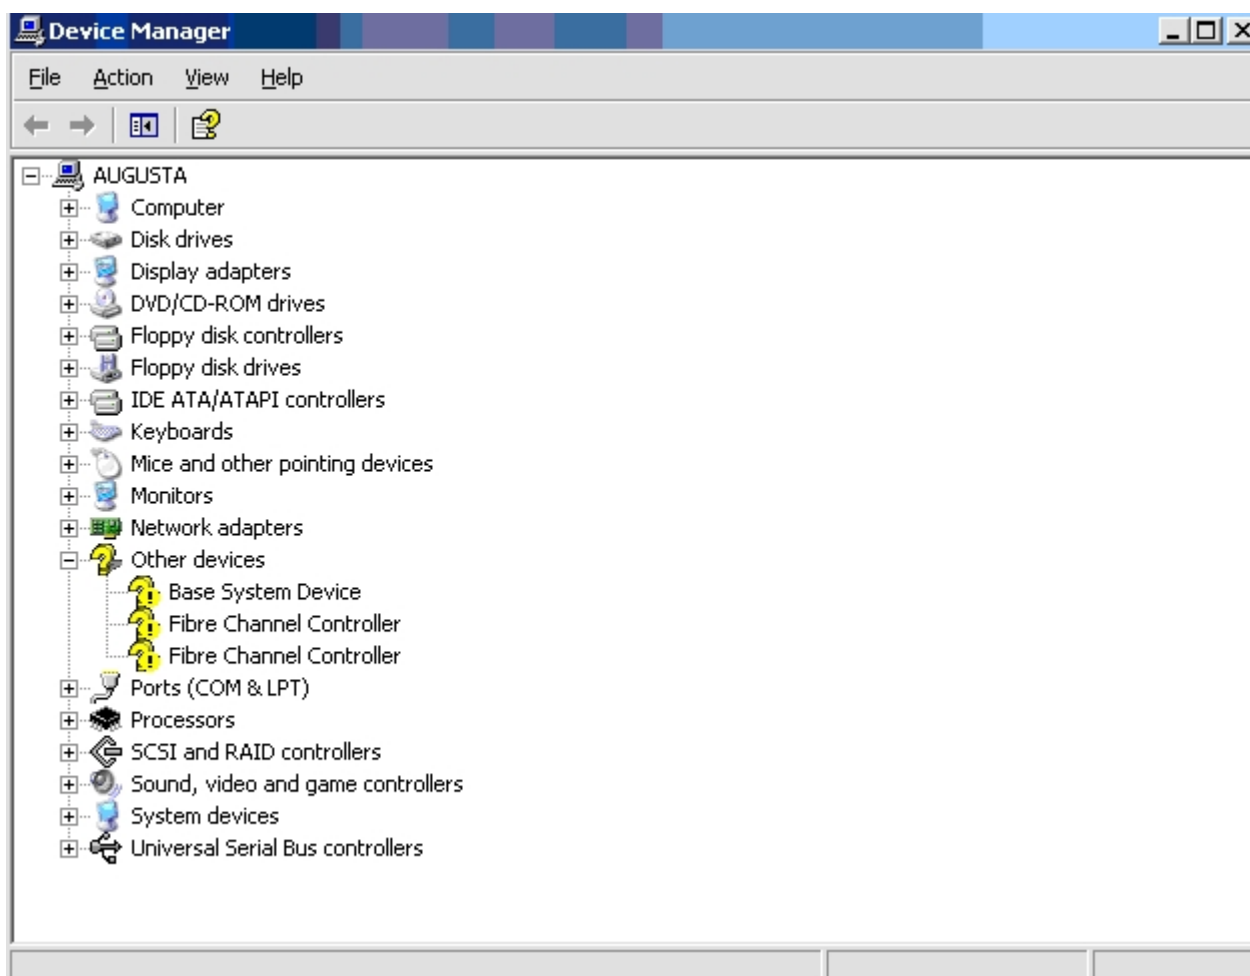 Device Manager
File Action View Help
AUGUSTA
Computer
Disk drives
Display adapters
DVD/CD-ROM drives
Floppy disk controllers
Floppy disk drives
IDE ATA/ATAPI controllers
Keyboards
Mice and other pointing devices
Monitors
Network adapters
Other devices
Base System Device
Fibre Channel Controller
Fibre Channel Controller
Ports (COM & LPT)
Processors
SCSI and RAID controllers
Sound, video and game controllers
System devices
Universal Serial Bus controllers